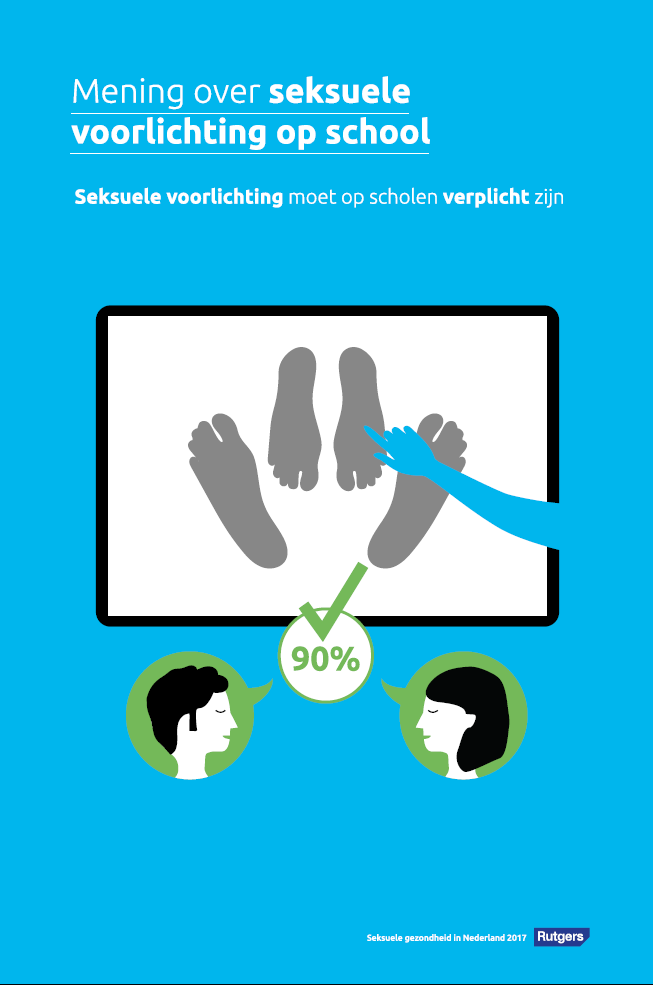 Mening over seksuele
voorlichting op school
Seksuele voorlichting moet op scholen verplicht zijn
90%
Seksuele gezondheid in Nederland 2017 Rutgers